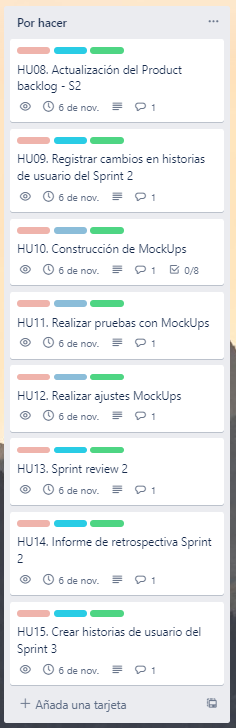 Por hacer
HU08. Actualización del Product
backlog - S2
6 de nov. 1
HU09. Registrar cambios en historias
de usuario del Sprint 2
6 de nov. 1
HU10. Construcción de MockUps
6 de nov. 1 0/8
HU11. Realizar pruebas con MockUps
6 de nov. 1
HU12. Realizar ajustes MockUps
6 de nov. 1
HU13. Sprint review 2
6 de nov. 1
HU14. Informe de retrospectiva Sprint
2
6 de nov. 1
HU15. Crear historias de usuario del
Sprint 3
6 de nov. 1
Añada una tarjeta